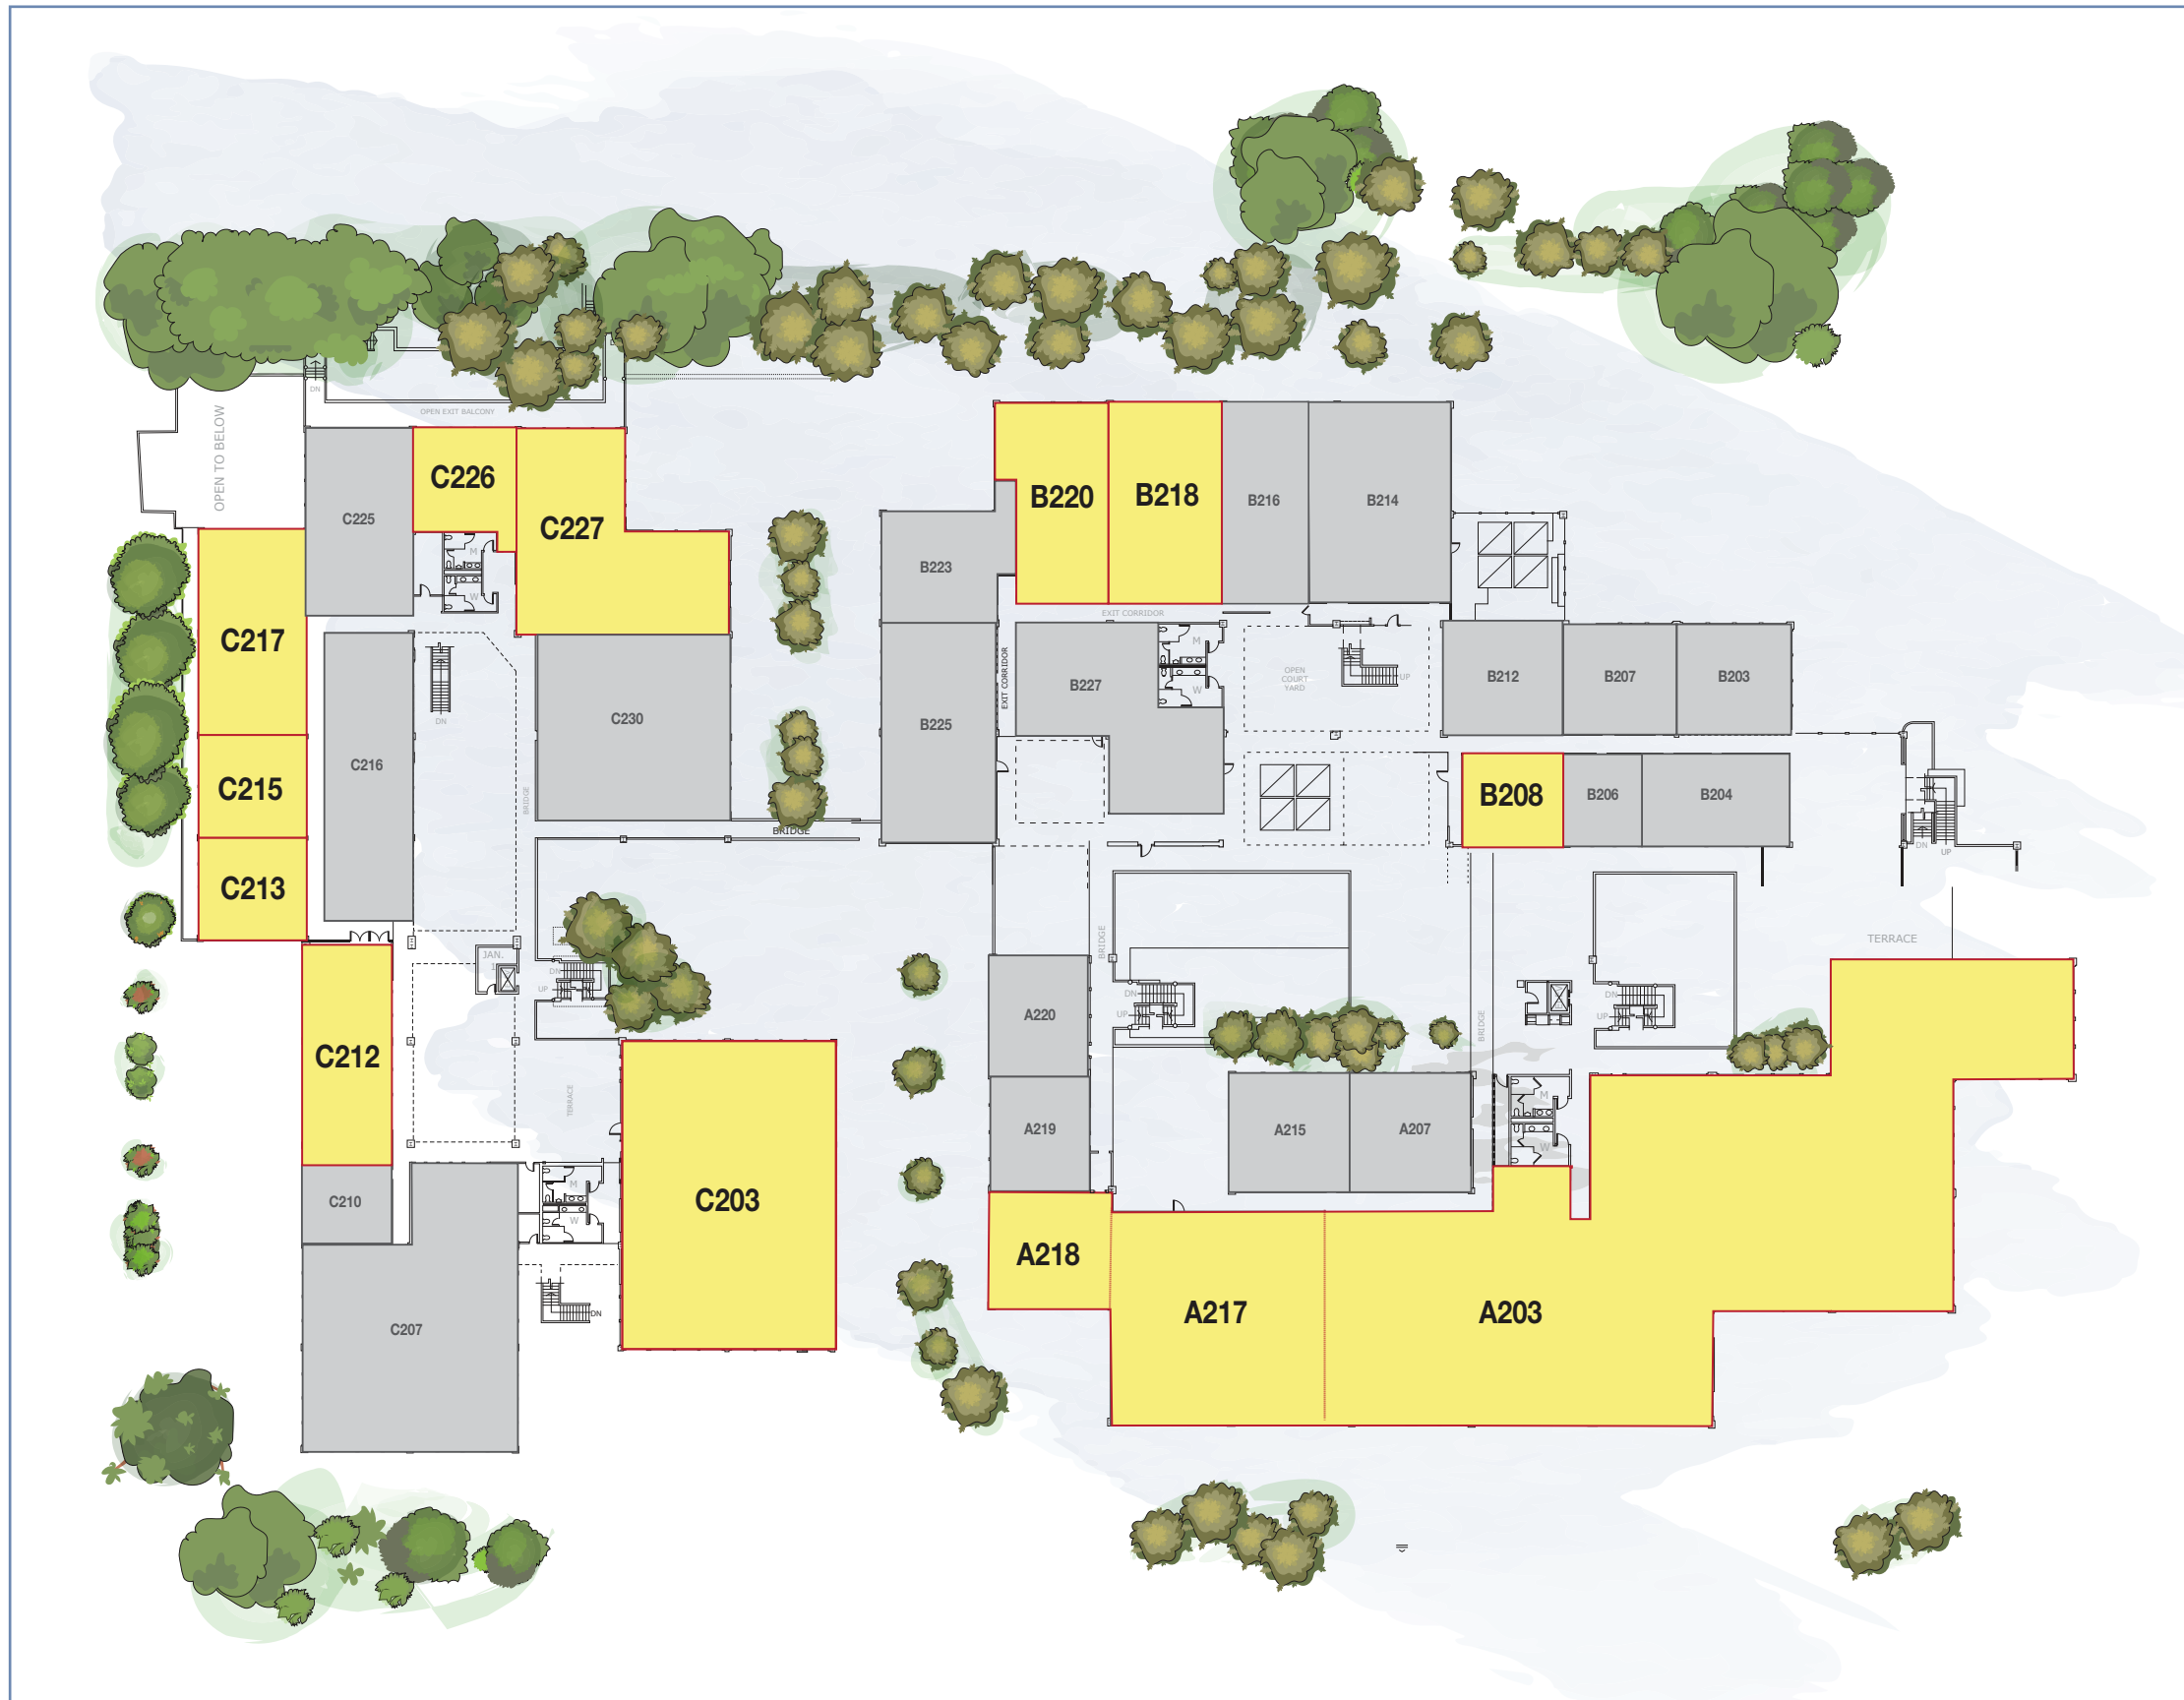 DN
OPEN TO BELOW
OPEN EXIT BALCONY
C225
C226
C227
M
W
C217
C215
C213
C216
DN
BRIDGE
C230
BRIDGE
B220
B218
B216
B214
B223
B225
EXIT CORRIDOR
EXIT CORRIDOR
B227
M
W
OPEN
COURT
YARD
UP
B212
B207
B203
B208
B206
B204
DN
UP
C212
C210
C207
JAN.
DN
UP
TERRACE
M
W
DN
C203
BRIDGE
A220
A219
DN
UP
A218
A217
A215
A207
BRIDGE
M
W
DN
UP
A203
TERRACE